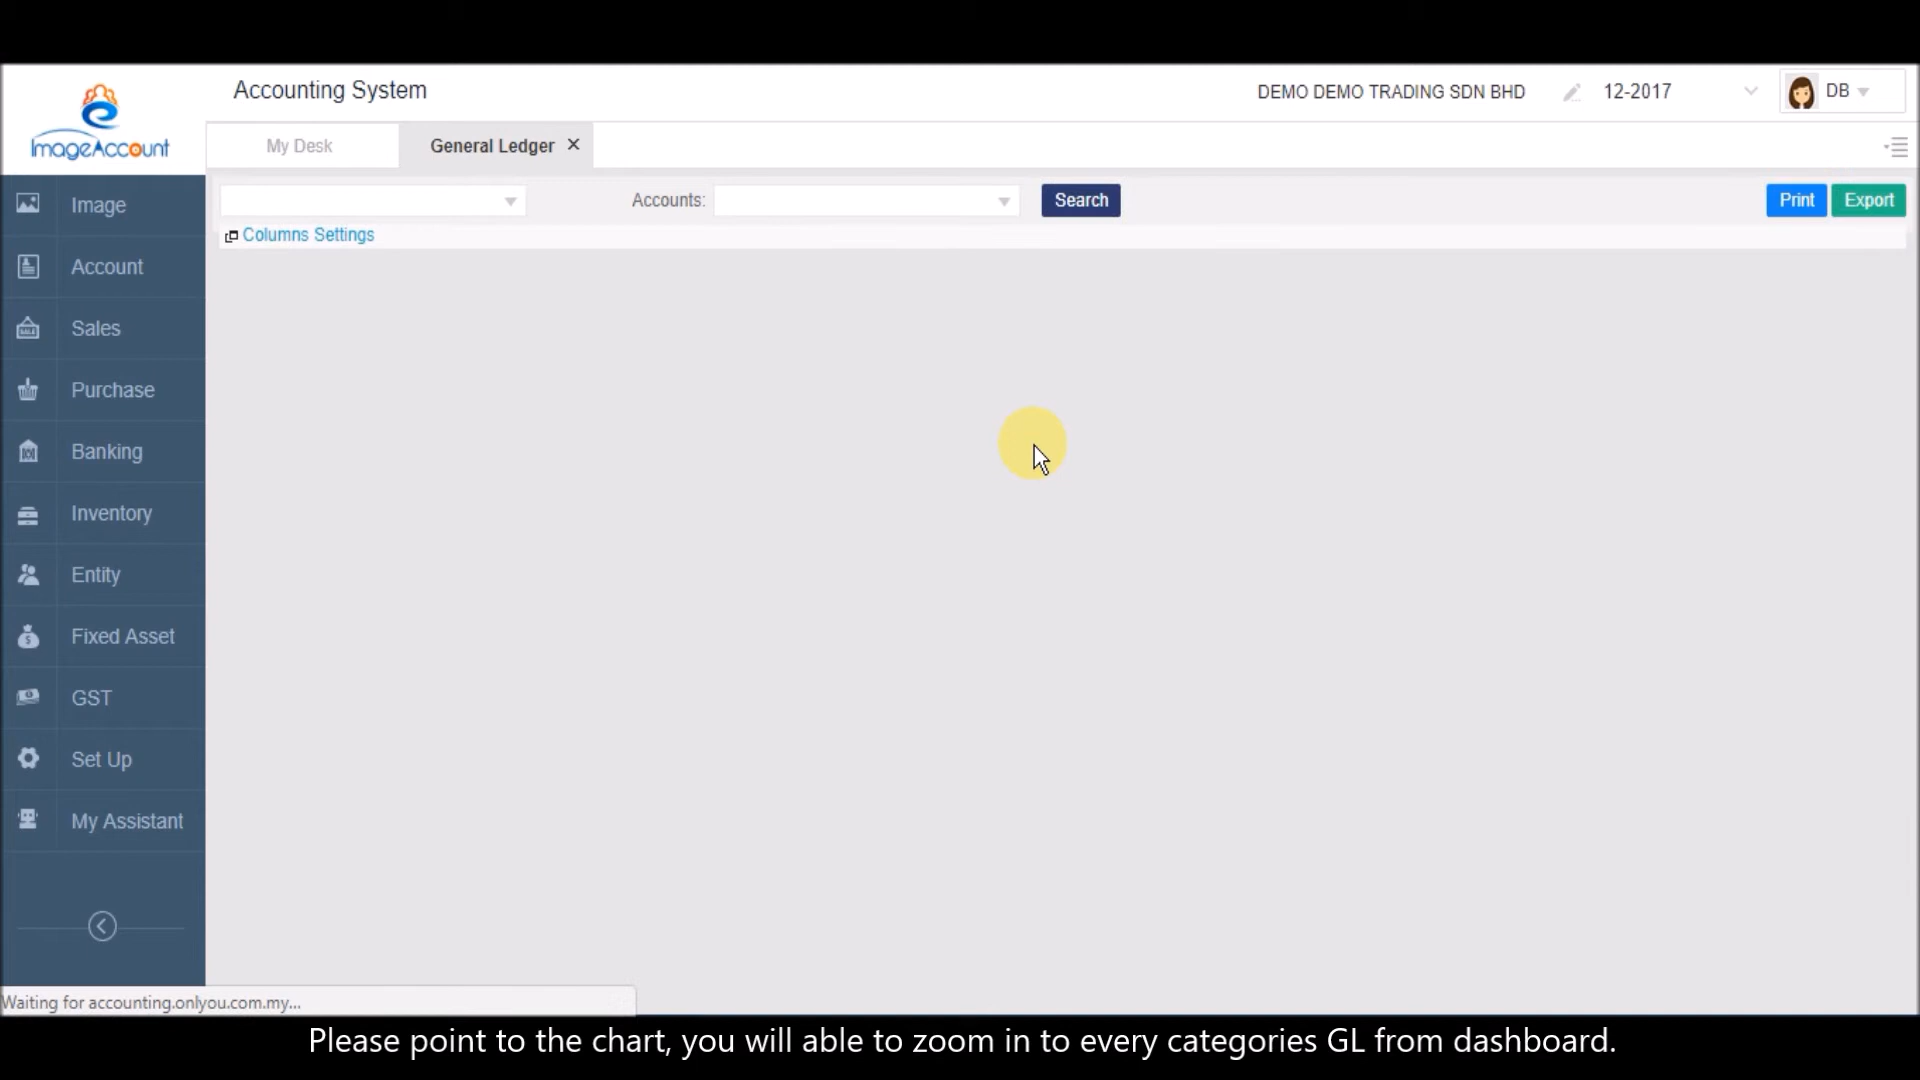 Accounting System
DEMO DEMO TRADING SDN BHD
12-2017
DB
ImageAccount
My Desk
General Ledger
Accounts:
Search
Print
Export
Columns Settings
Image
Account
Sales
Purchase
Banking
Inventory
Entity
Fixed Asset
GST
Set Up
My Assistant
Waiting for accounting.onlyou.com.my...
Please point to the chart, you will able to zoom in to every categories GL from dashboard.